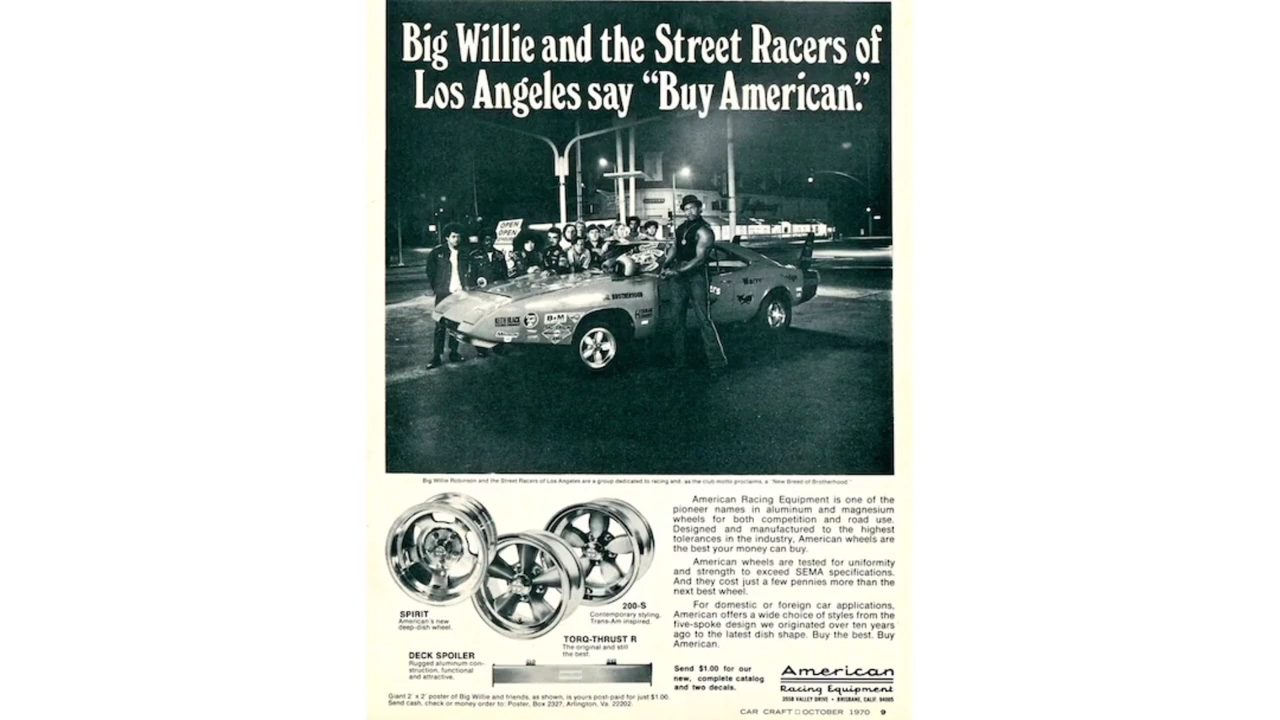 Big Willie and the Street Racers of
Los Angeles say “Buy American.”
OPEN
OPEN
BROTHERHOOD
KEITH BLACK
B&M
Big Willie Robinson and the Street Racers of Los Angeles are a group dedicated to racing and, as the club motto proclaims, a "New Breed of Brotherhood."
SPIRIT
American's new
deep-dish wheel.
200-S
Contemporary styling,
Trans-Am inspired.
TORQ-THRUST R
The original and still
the best.
DECK SPOILER
Rugged aluminum con-
struction, functional
and attractive.
Giant 2' x 2' poster of Big Willie and friends, as shown, is yours post-paid for just $1.00.
Send cash, check or money order to: Poster, Box 2327, Arlington, Va. 22202.
American Racing Equipment is one of the
pioneer names in aluminum and magnesium
wheels for both competition and road use.
Designed and manufactured to the highest
tolerances in the industry, American wheels are
the best your money can buy.
American wheels are tested for uniformity
and strength to exceed SEMA specifications.
And they cost just a few pennies more than the
next best wheel.
For domestic or foreign car applications,
American offers a wide choice of styles from the
five-spoke design we originated over ten years
ago to the latest dish shape. Buy the best. Buy
American.
Send $1.00 for our
new, complete catalog
and two decals.
American
Racing Equipment
VALLEY DRIVE • BRISBANE, CALIF. 94005
CAR CRAFT □ OCTOBER 1970 9